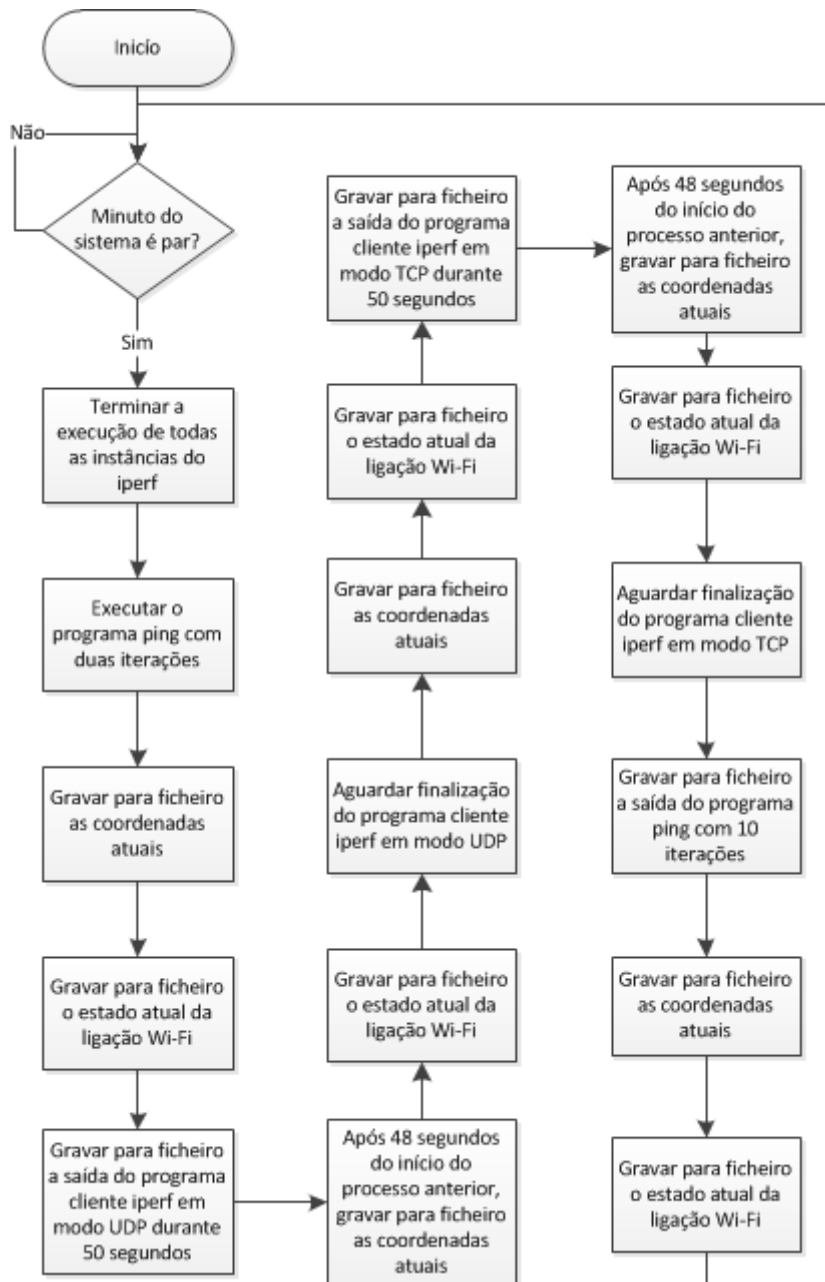 Inicío
Não
Minuto do
sistema é par?
Sim
Terminar a
execução de todas
as instâncias do
iperf
Executar o
programa ping com
duas iterações
Gravar para ficheiro
as coordenadas
atuais
Gravar para ficheiro
o estado atual da
ligação Wi-Fi
Gravar para ficheiro
a saída do programa
cliente iperf em
modo UDP durante
50 segundos
Após 48 segundos
do início do
processo anterior,
gravar para ficheiro
as coordenadas
atuais
Gravar para ficheiro
o estado atual da
ligação Wi-Fi
Aguardar finalização
do programa cliente
iperf em modo UDP
Gravar para ficheiro
as coordenadas
atuais
Gravar para ficheiro
o estado atual da
ligação Wi-Fi
Gravar para ficheiro
a saída do programa
cliente iperf em
modo TCP durante
50 segundos
Após 48 segundos
do início do
processo anterior,
gravar para ficheiro
as coordenadas
atuais
Gravar para ficheiro
o estado atual da
ligação Wi-Fi
Aguardar finalização
do programa cliente
iperf em modo TCP
Gravar para ficheiro
a saída do programa
ping com 10
iterações
Gravar para ficheiro
as coordenadas
atuais
Gravar para ficheiro
o estado atual da
ligação Wi-Fi